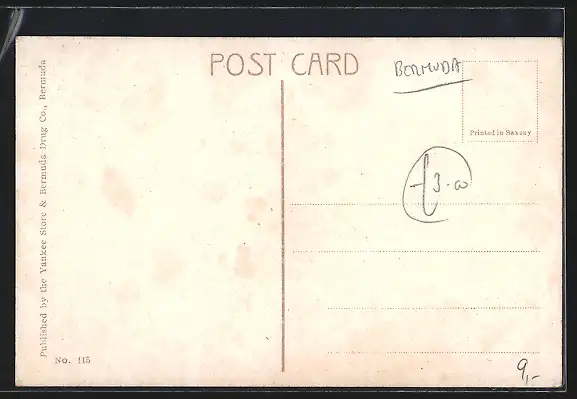 POST CARD
BERMUDA
Printed in Saxony
£3.00
Published by the Yankee Store & Bermuda Drug Co., Bermuda
No. 115
9,-